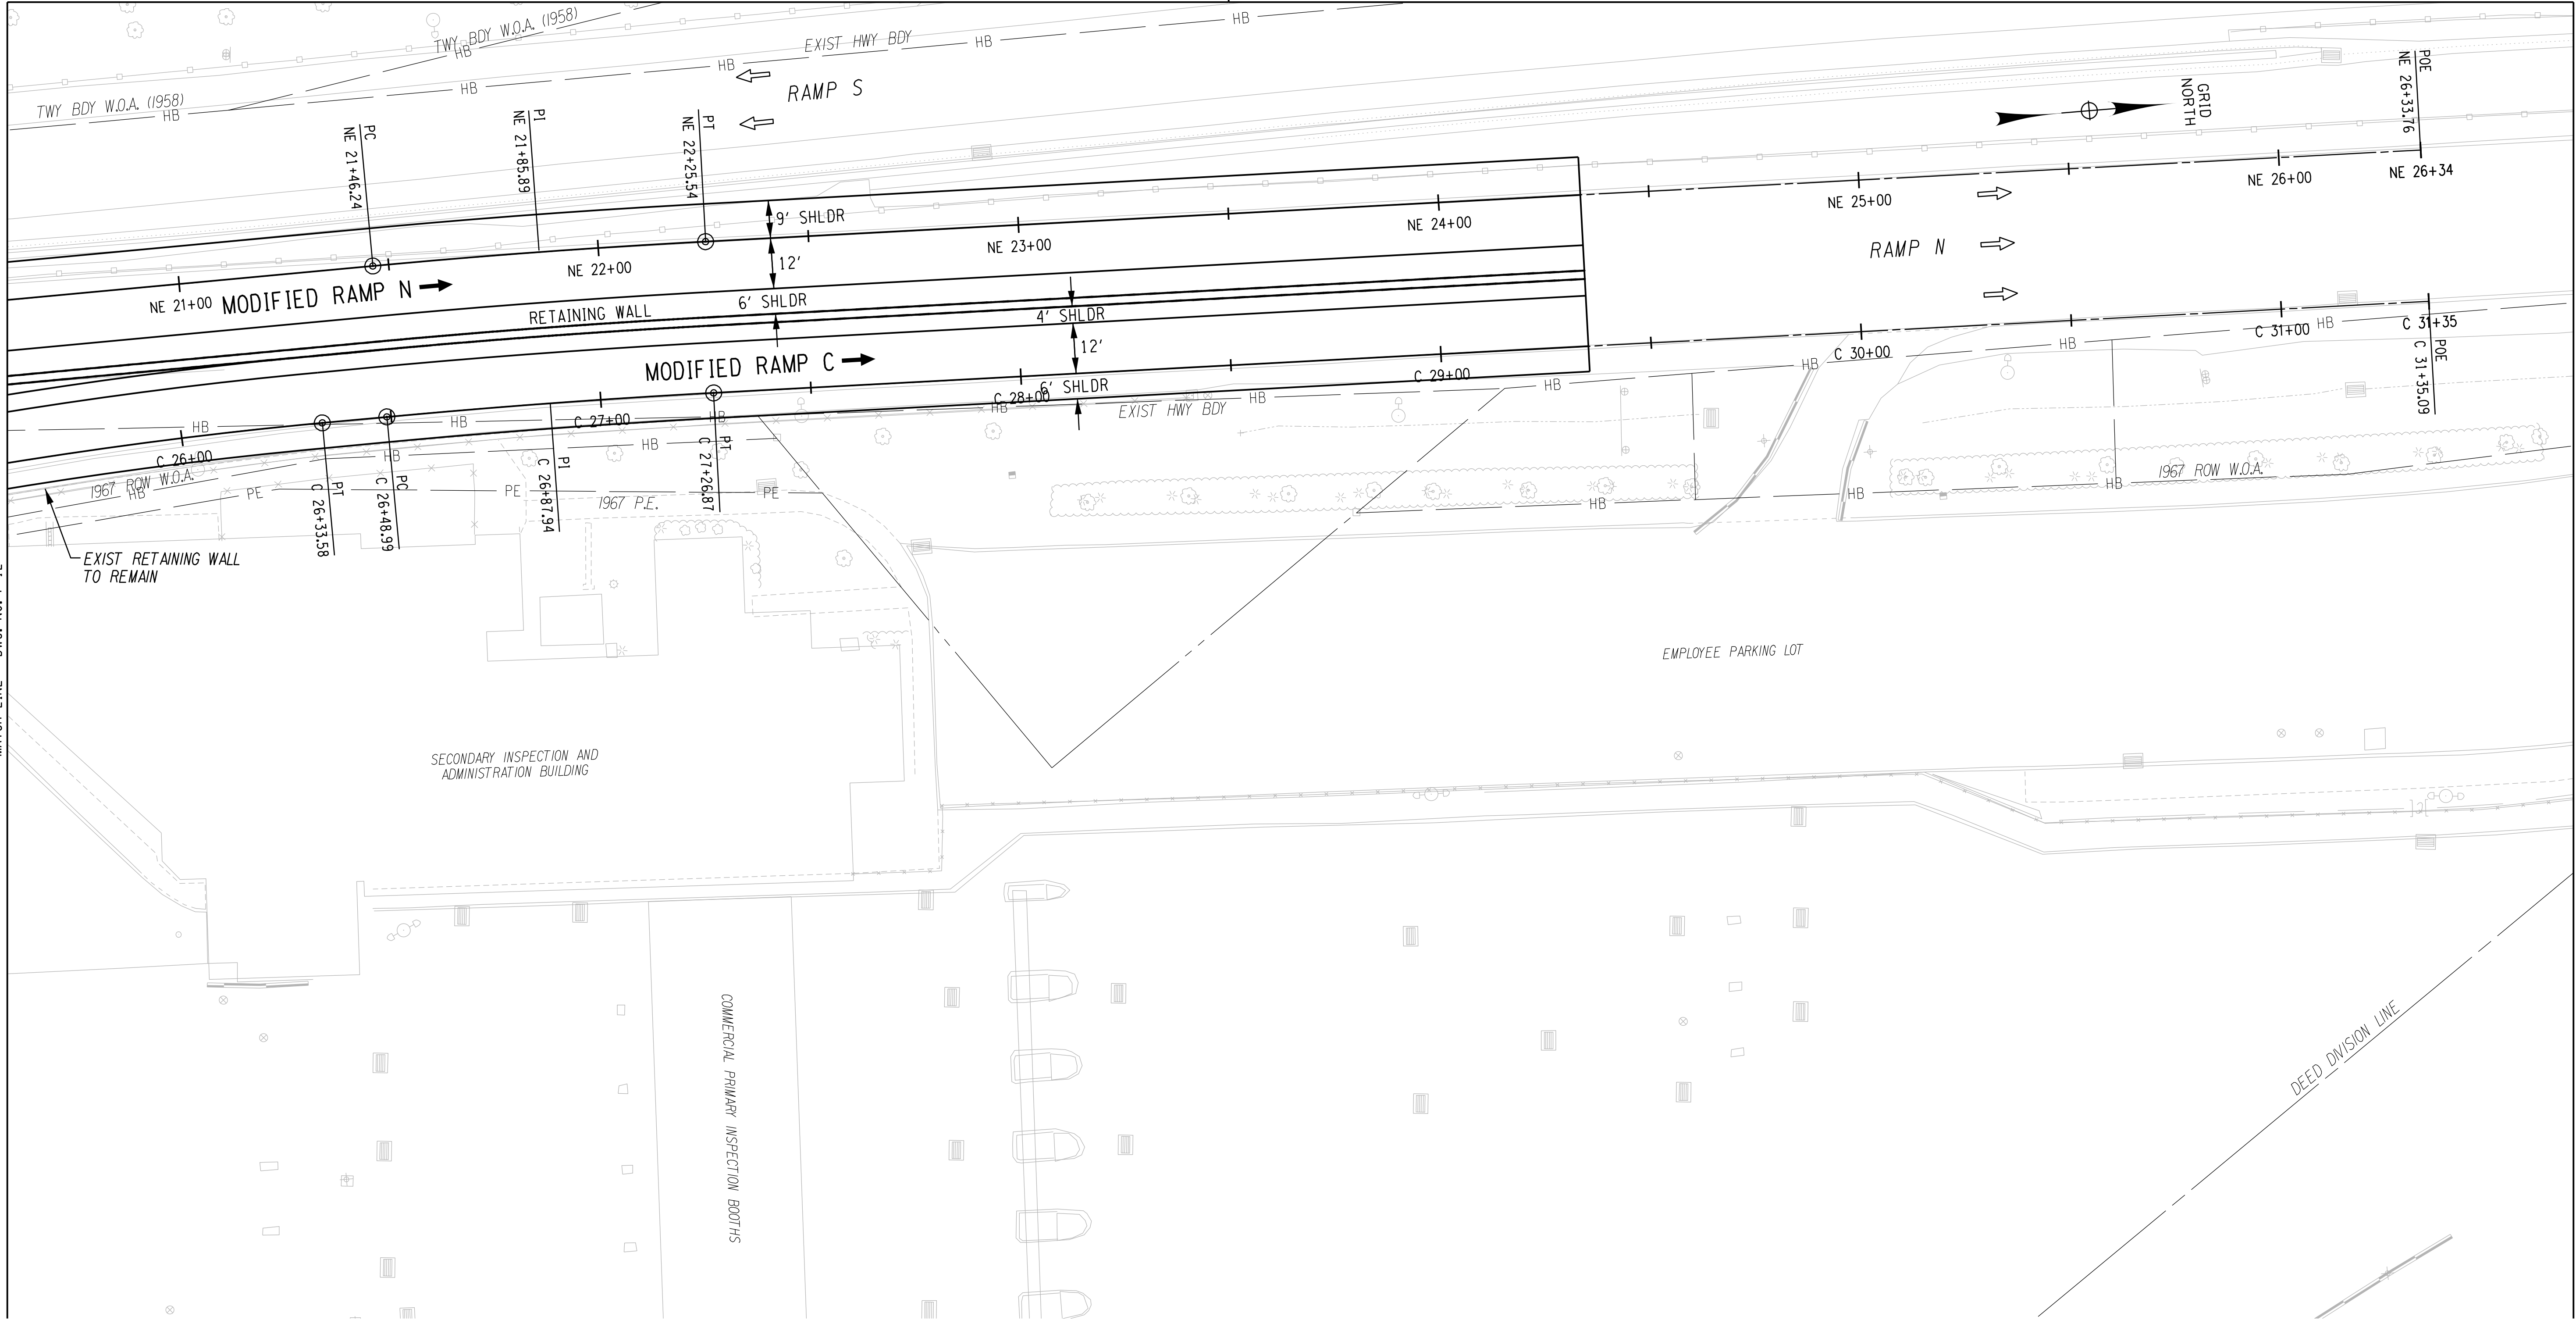 TWY BDY W.O.A. (1958)
HB
EXIST HWY BDY
HB
HB
HB
HB
TWY BDY W.O.A. (1958)
HB
RAMP S
PC
NE 21+46.24
PI
NE 21+85.89
PT
NE 22+25.54
GRID
NORTH
POE
NE 26+33.76
9' SHLDR
12'
NE 21+00
NE 22+00
NE 23+00
NE 24+00
NE 25+00
NE 26+00
NE 26+34
MODIFIED RAMP N
RAMP N
6' SHLDR
RETAINING WALL
4' SHLDR
12'
MODIFIED RAMP C
6' SHLDR
C 26+00
C 27+00
C 28+00
C 29+00
C 30+00
C 31+00
C 31+35
POE
C 31+35.09
HB
HB
HB
HB
HB
HB
HB
HB
HB
HB
EXIST HWY BDY
HB
HB
1967 ROW W.O.A.
HB
PE
PE
PE
1967 P.E.
PT
C 26+33.58
PC
C 26+48.99
PI
C 26+87.94
PT
C 27+26.87
HB
HB
HB
1967 ROW W.O.A.
EXIST RETAINING WALL
TO REMAIN
EMPLOYEE PARKING LOT
SECONDARY INSPECTION AND
ADMINISTRATION BUILDING
COMMERCIAL PRIMARY INSPECTION BOOTHS
DEED DIVISION LINE